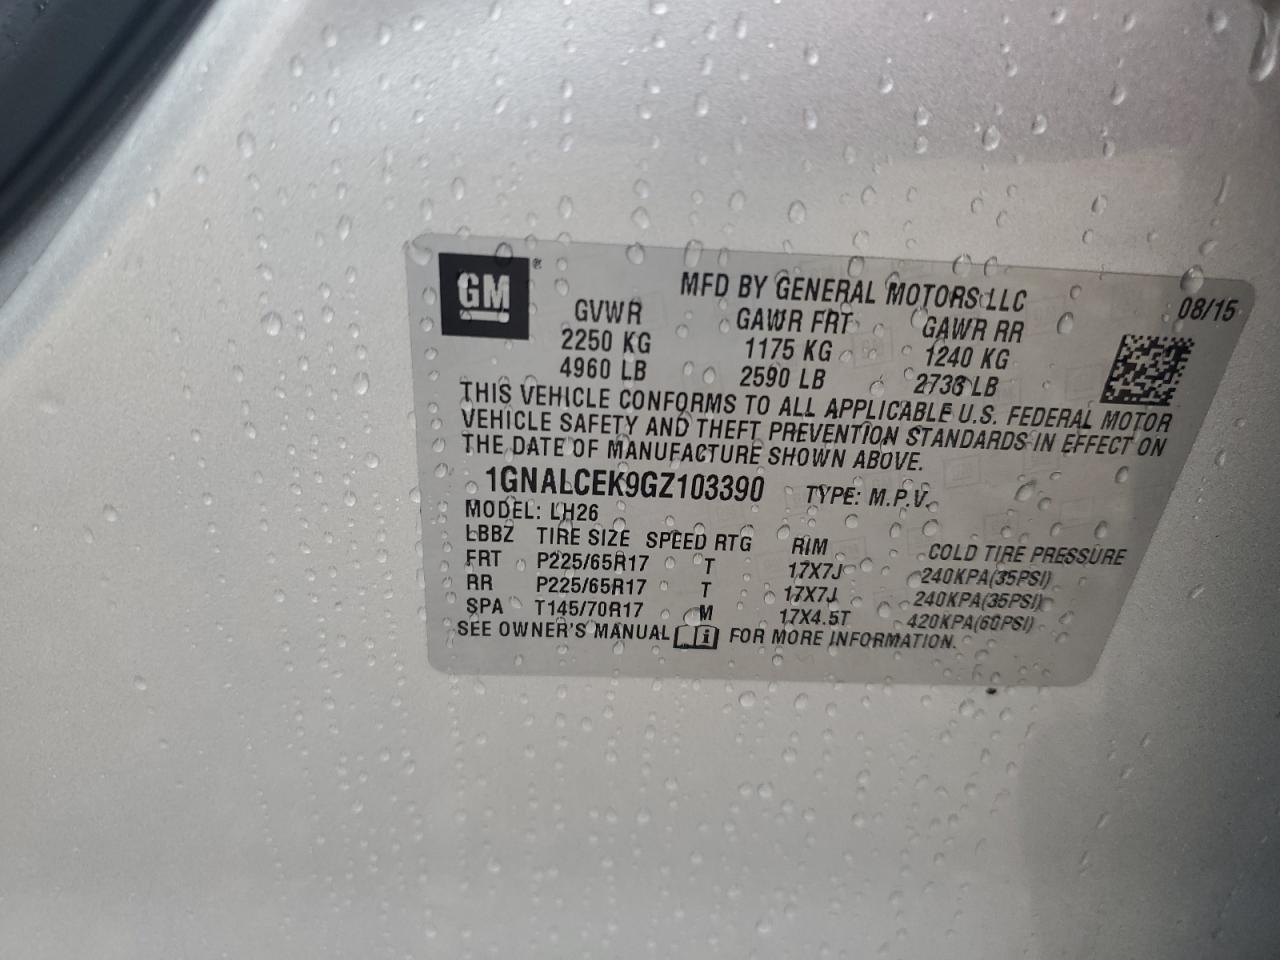 GM ®
MFD BY GENERAL MOTORS LLC 08/15
GVWR GAWR FRT GAWR RR
2250 KG 1175 KG 1240 KG
4960 LB 2590 LB 2733 LB
THIS VEHICLE CONFORMS TO ALL APPLICABLE U.S. FEDERAL MOTOR
VEHICLE SAFETY AND THEFT PREVENTION STANDARDS IN EFFECT ON
THE DATE OF MANUFACTURE SHOWN ABOVE.
1GNALCEK9GZ103390 TYPE: M.P.V.
MODEL: LH26
LBBZ TIRE SIZE SPEED RTG RIM COLD TIRE PRESSURE
FRT P225/65R17 T 17X7J 240KPA(35PSI)
RR P225/65R17 T 17X7J 240KPA(35PSI)
SPA T145/70R17 M 17X4.5T 420KPA(60PSI)
SEE OWNER'S MANUAL i FOR MORE INFORMATION.